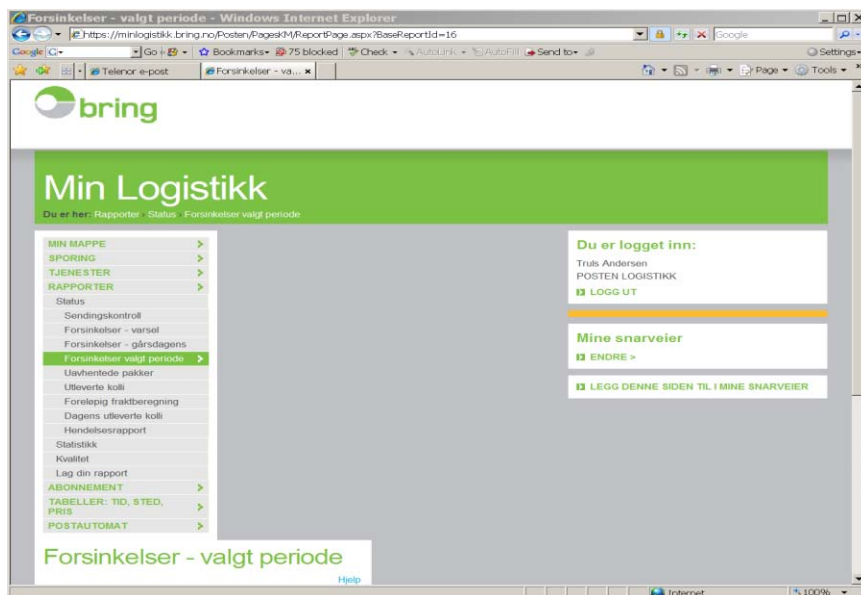 Forsinkelser - valgt periode - Windows Internet Explorer
https://minlogistikk.bring.no/Posten/PagesKM/ReportPage.aspx?BaseReportId=16
Google
Google G Go Bookmarks 75 blocked Check AutoLink AutoFill Send to Settings
Telenor e-post Forsinkelser - va... Page Tools
bring
Min Logistikk
Du er her: Rapporter › Status › Forsinkelser valgt periode
MIN MAPPE
SPORING
TJENESTER
RAPPORTER
Status
Sendingskontroll
Forsinkelser - varsel
Forsinkelser - gårsdagens
Forsinkelser valgt periode
Uavhentede pakker
Utleverte kolli
Foreløpig fraktberegning
Dagens utleverte kolli
Hendelsesrapport
Statistikk
Kvalitet
Lag din rapport
ABONNEMENT
TABELLER: TID, STED,
PRIS
POSTAUTOMAT
Du er logget inn:
Truls Andersen
POSTEN LOGISTIKK
LOGG UT
Mine snarveier
ENDRE >
LEGG DENNE SIDEN TIL I MINE SNARVEIER
Forsinkelser - valgt periode
Hjelp
Internet 100%